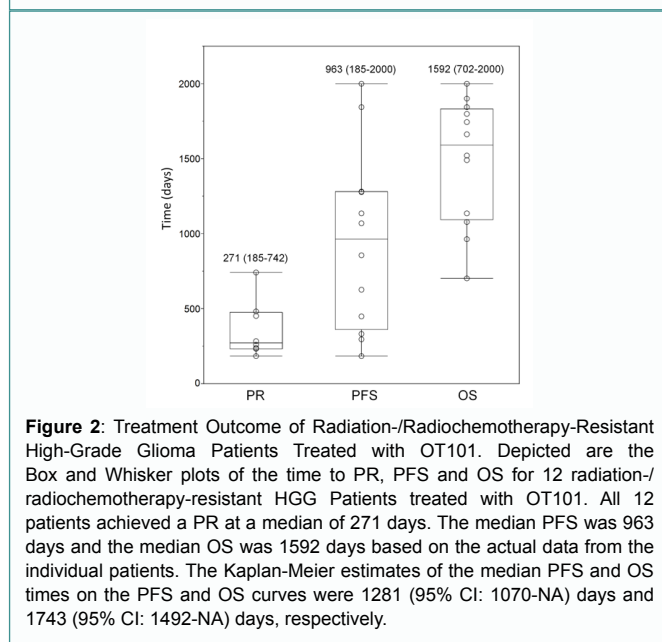 963 (185-2000)
1592 (702-2000)
2000
1500
Time (days)
1000
271 (185-742)
500
0
PR
PFS
OS
Figure 2: Treatment Outcome of Radiation-/Radiochemotherapy-Resistant
High-Grade Glioma Patients Treated with OT101. Depicted are the
Box and Whisker plots of the time to PR, PFS and OS for 12 radiation-/
radiochemotherapy-resistant HGG Patients treated with OT101. All 12
patients achieved a PR at a median of 271 days. The median PFS was 963
days and the median OS was 1592 days based on the actual data from the
individual patients. The Kaplan-Meier estimates of the median PFS and OS
times on the PFS and OS curves were 1281 (95% CI: 1070-NA) days and
1743 (95% CI: 1492-NA) days, respectively.